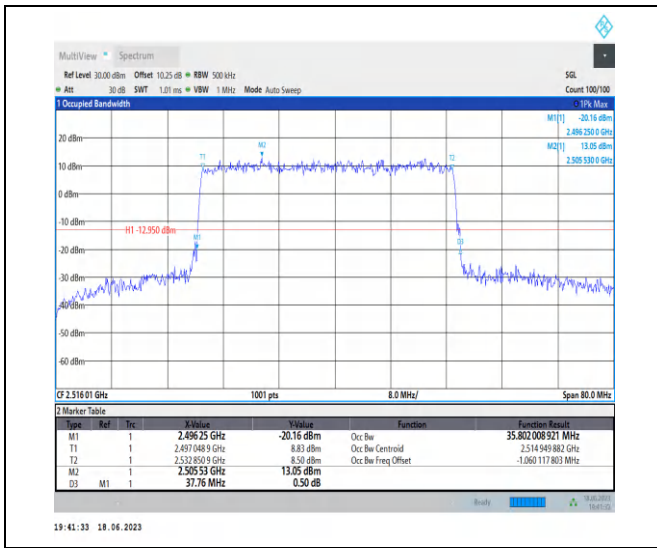 MultiView Spectrum
Ref Level 30.00 dBm Offset 10.25 dB RBW 500 kHz SGL
Att 30 dB SWT 1.01 ms VBW 1 MHz Mode Auto Sweep Count 100/100
1 Occupied Bandwidth 1Pk Max
M1[1] -20.16 dBm
2.496 250 0 GHz
20 dBm
M2[1] 13.05 dBm
2.505 530 0 GHz
M2
T1 T2
10 dBm
0 dBm
-10 dBm
H1 -12.950 dBm
M1 D3
-20 dBm
-30 dBm
-40 dBm
-50 dBm
-60 dBm
CF 2.516 01 GHz 1001 pts 8.0 MHz/ Span 80.0 MHz
2 Marker Table
Type Ref Trc X-Value Y-Value Function Function Result
M1 1 2.496 25 GHz -20.16 dBm Occ Bw 35.802 008 921 MHz
T1 1 2.497 048 9 GHz 8.83 dBm Occ Bw Centroid 2.514 949 882 GHz
T2 1 2.532 850 9 GHz 8.50 dBm Occ Bw Freq Offset -1.060 117 803 MHz
M2 1 2.505 53 GHz 13.05 dBm
D3 M1 1 37.76 MHz 0.50 dB
Ready
19:41:33 18.06.2023